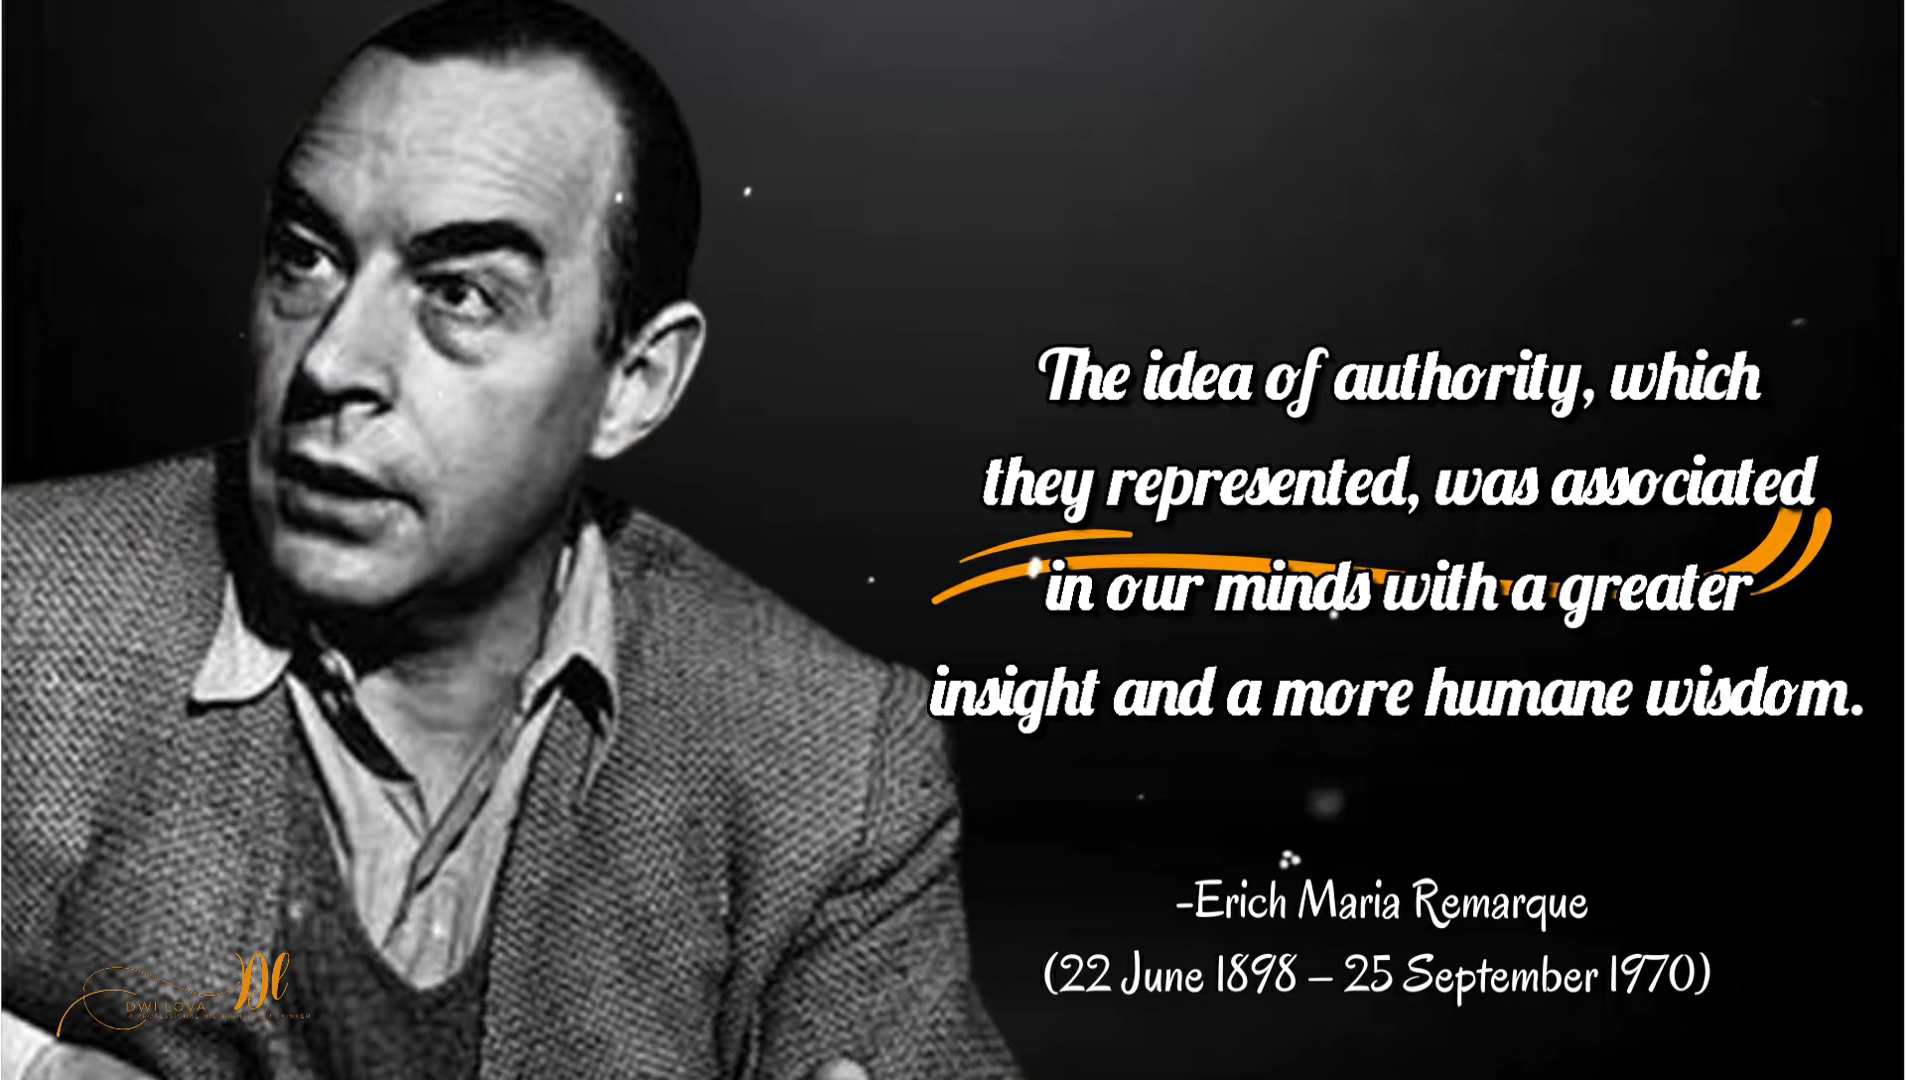 The idea of authority, which
they represented, was associated
in our minds with a greater
insight and a more humane wisdom.
-Erich Maria Remarque
(22 June 1898 – 25 September 1970)
Dl
DWI LOVA